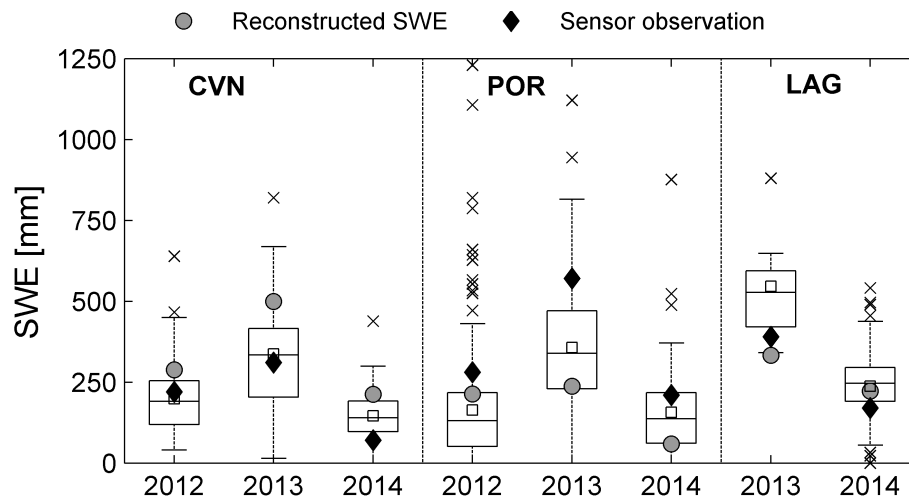 Reconstructed SWE Sensor observation
CVN POR LAG
SWE [mm]
1250
1000
750
500
250
0
2012 2013 2014 2012 2013 2014 2013 2014